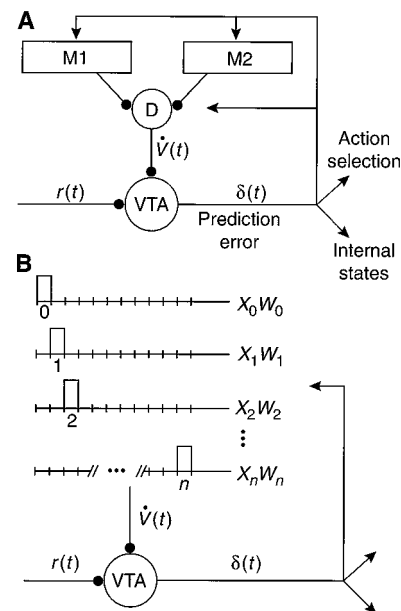 A
M1
M2
D
V̇(t)
Action
selection
r(t)
VTA
δ(t)
Prediction
error
Internal
states
B
0
X₀W₀
1
X₁W₁
2
X₂W₂
n
XₙWₙ
V̇(t)
r(t)
VTA
δ(t)